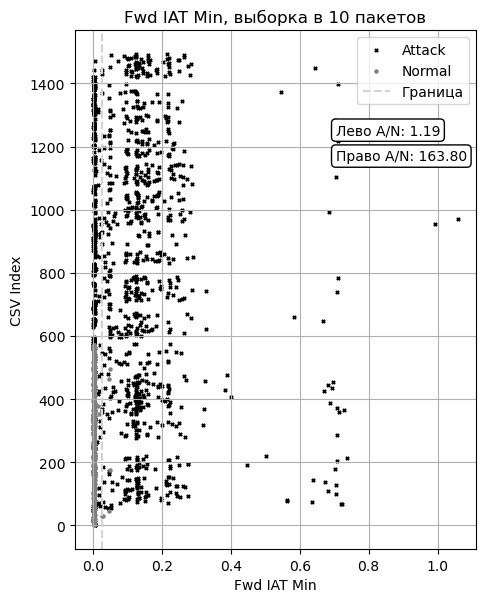 Fwd IAT Min, выборка в 10 пакетов
Attack
Normal
Граница
Лево A/N: 1.19
Право A/N: 163.80
CSV Index
1400
1200
1000
800
600
400
200
0
0.0 0.2 0.4 0.6 0.8 1.0
Fwd IAT Min